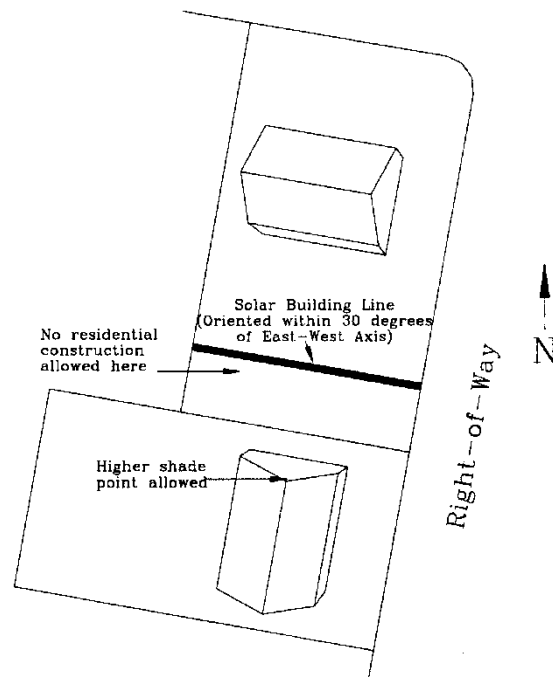 Solar Building Line
(Oriented within 30 degrees
of East-West Axis)
No residential
construction
allowed here
N
Right-of-Way
Higher shade
point allowed